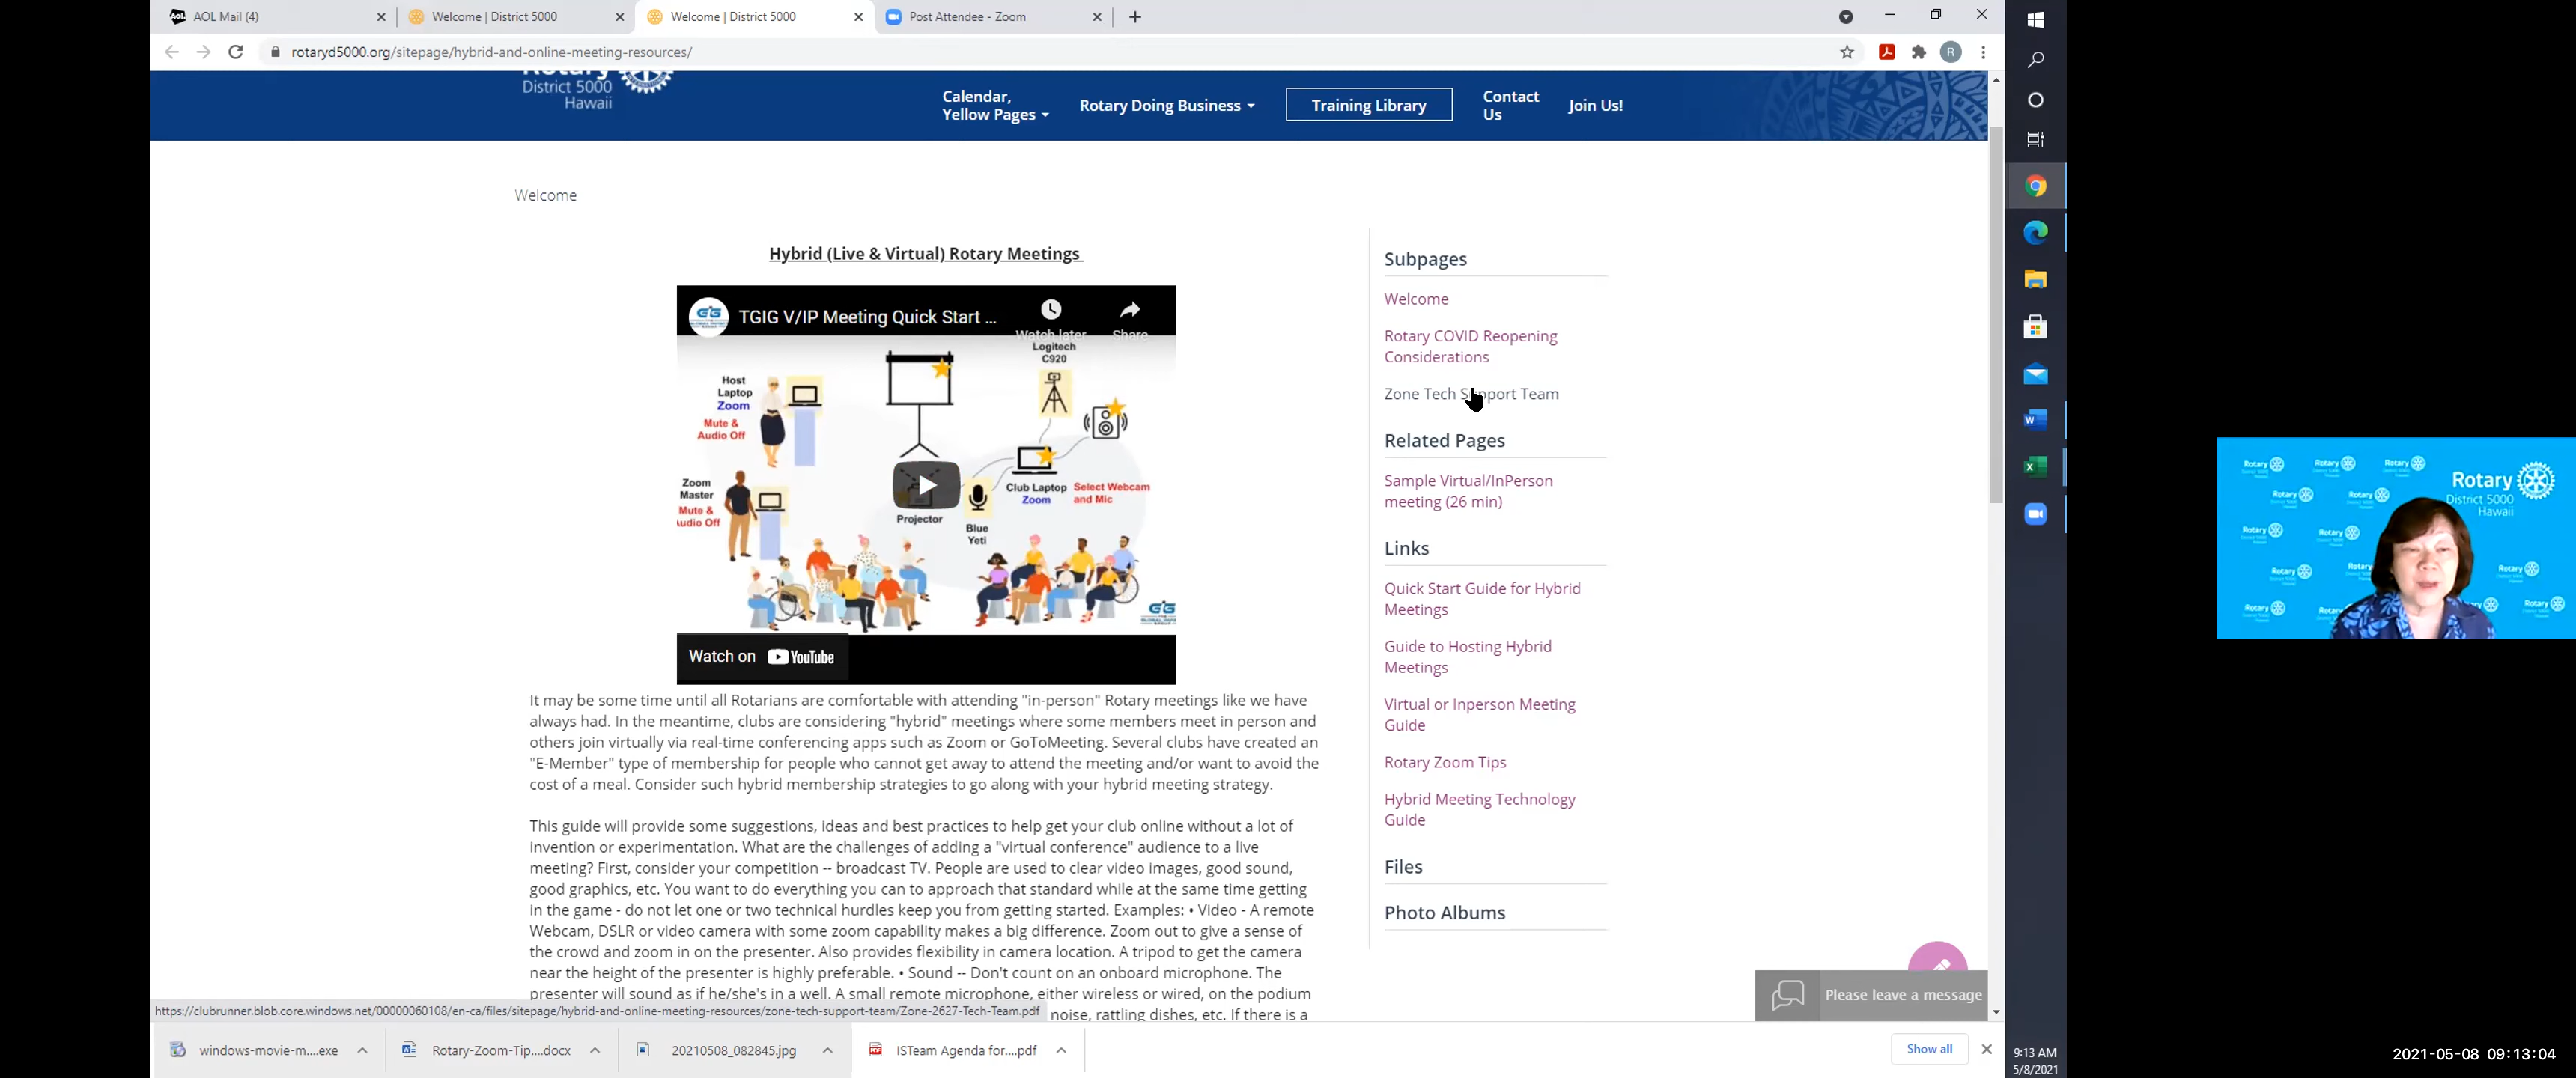 AOL Mail (4)
Welcome | District 5000
Welcome | District 5000
Post Attendee - Zoom
rotaryd5000.org/sitepage/hybrid-and-online-meeting-resources/
R
Rotary
District 5000
Hawaii
Calendar,
Yellow Pages
Rotary Doing Business
Training Library
Contact
Us
Join Us!
Welcome
Hybrid (Live & Virtual) Rotary Meetings
TGIG V/IP Meeting Quick Start ...
Watch later
Share
Logitech
C920
Host
Laptop
Zoom
Mute &
Audio Off
Zoom
Master
Mute &
udio Off
Projector
Blue
Yeti
Club Laptop
Zoom
Select Webcam
and Mic
Watch on YouTube
It may be some time until all Rotarians are comfortable with attending "in-person" Rotary meetings like we have
always had. In the meantime, clubs are considering "hybrid" meetings where some members meet in person and
others join virtually via real-time conferencing apps such as Zoom or GoToMeeting. Several clubs have created an
"E-Member" type of membership for people who cannot get away to attend the meeting and/or want to avoid the
cost of a meal. Consider such hybrid membership strategies to go along with your hybrid meeting strategy.
This guide will provide some suggestions, ideas and best practices to help get your club online without a lot of
invention or experimentation. What are the challenges of adding a "virtual conference" audience to a live
meeting? First, consider your competition -- broadcast TV. People are used to clear video images, good sound,
good graphics, etc. You want to do everything you can to approach that standard while at the same time getting
in the game - do not let one or two technical hurdles keep you from getting started. Examples: • Video - A remote
Webcam, DSLR or video camera with some zoom capability makes a big difference. Zoom out to give a sense of
the crowd and zoom in on the presenter. Also provides flexibility in camera location. A tripod to get the camera
near the height of the presenter is highly preferable. • Sound -- Don't count on an onboard microphone. The
presenter will sound as if he/she's in a well. A small remote microphone, either wireless or wired, on the podium
noise, rattling dishes, etc. If there is a
Subpages
Welcome
Rotary COVID Reopening
Considerations
Zone Tech Support Team
Related Pages
Sample Virtual/InPerson
meeting (26 min)
Links
Quick Start Guide for Hybrid
Meetings
Guide to Hosting Hybrid
Meetings
Virtual or Inperson Meeting
Guide
Rotary Zoom Tips
Hybrid Meeting Technology
Guide
Files
Photo Albums
Please leave a message
https://clubrunner.blob.core.windows.net/00000060108/en-ca/files/sitepage/hybrid-and-online-meeting-resources/zone-tech-support-team/Zone-2627-Tech-Team.pdf
windows-movie-m....exe
Rotary-Zoom-Tip....docx
20210508_082845.jpg
ISTeam Agenda for....pdf
Show all
9:13 AM
5/8/2021
Rotary
District 5000
Hawaii
2021-05-08 09:13:04